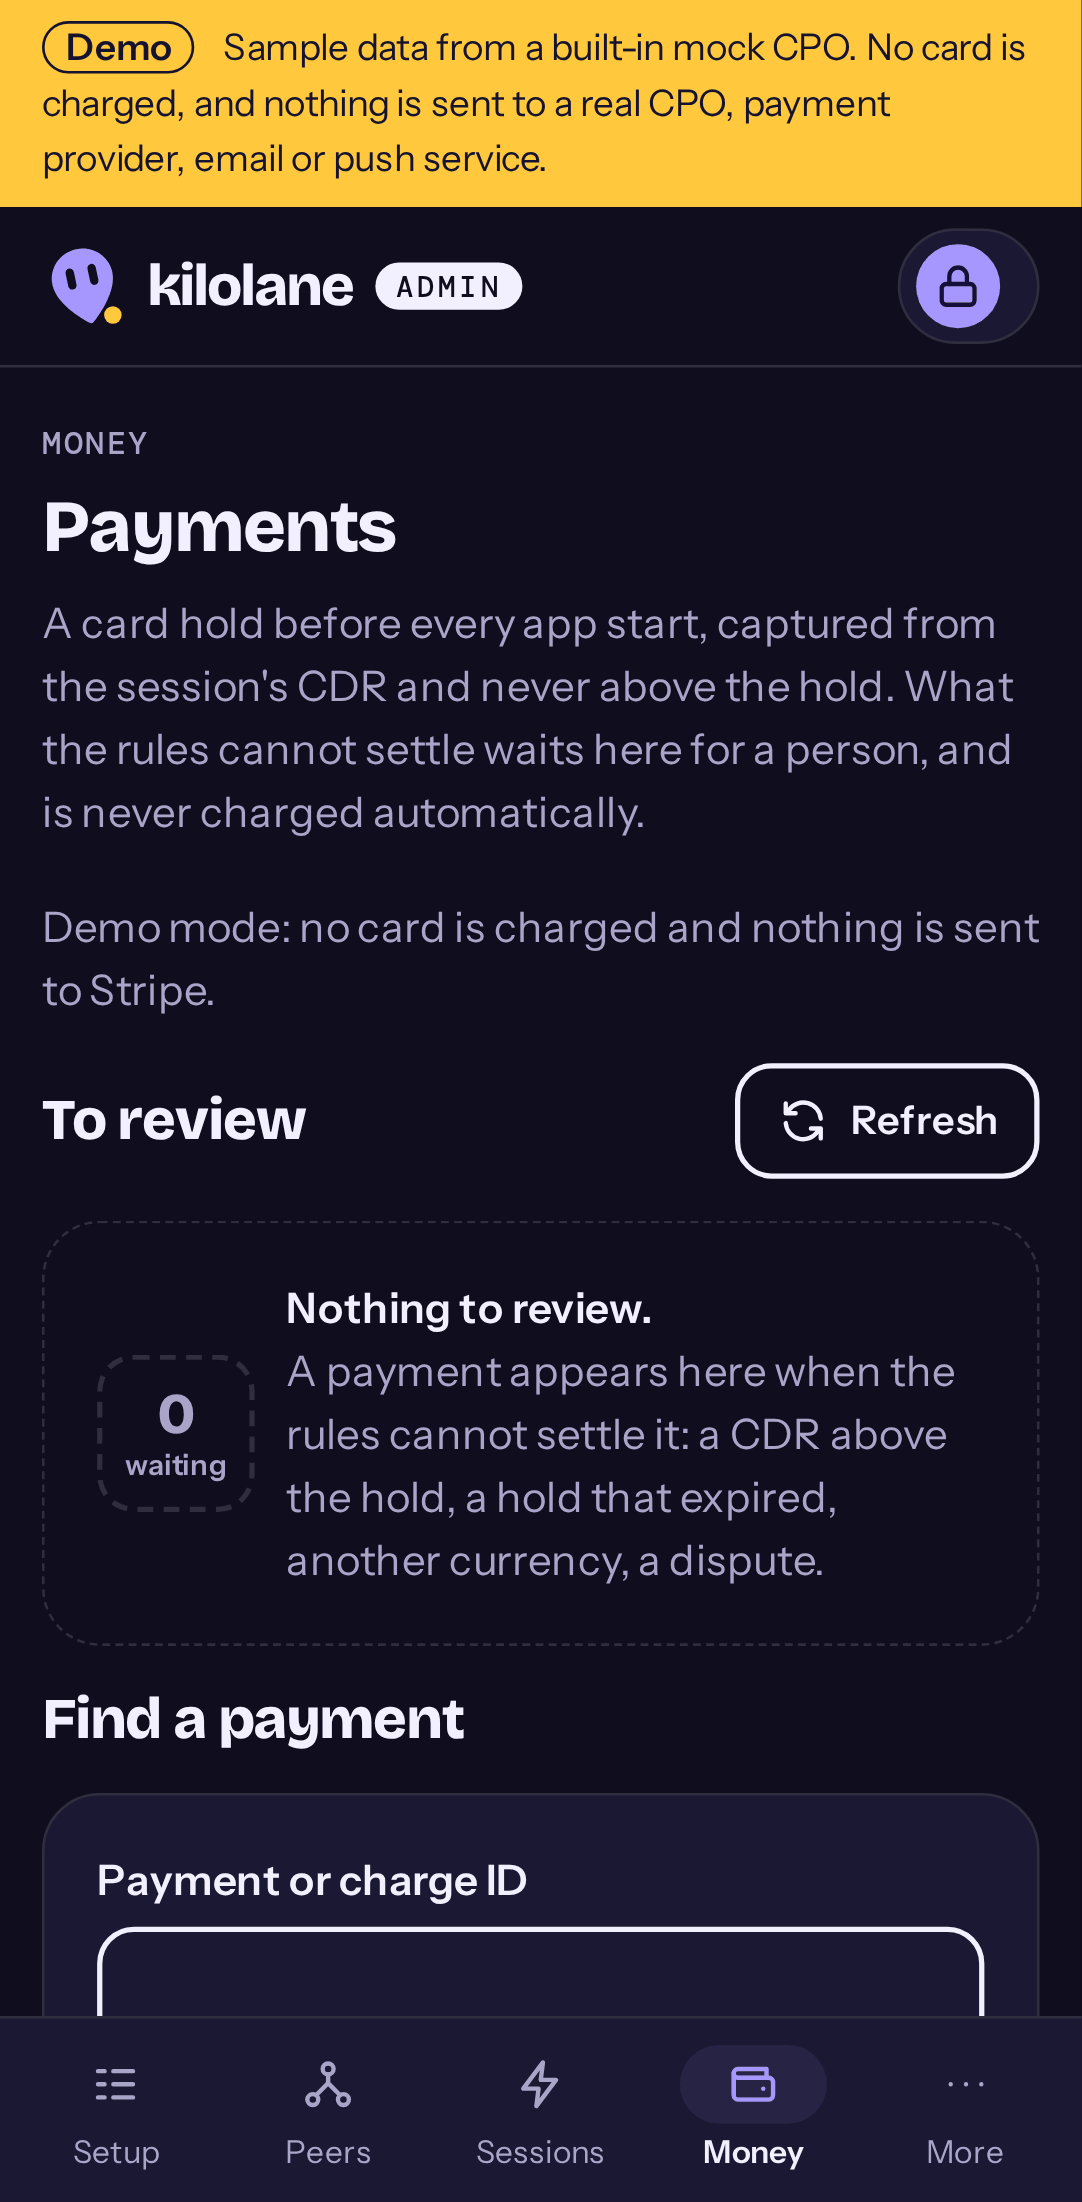 Demo Sample data from a built-in mock CPO. No card is
charged, and nothing is sent to a real CPO, payment
provider, email or push service.
kilolane ADMIN
MONEY
Payments
A card hold before every app start, captured from
the session's CDR and never above the hold. What
the rules cannot settle waits here for a person, and
is never charged automatically.
Demo mode: no card is charged and nothing is sent
to Stripe.
To review
Refresh
0
waiting
Nothing to review.
A payment appears here when the
rules cannot settle it: a CDR above
the hold, a hold that expired,
another currency, a dispute.
Find a payment
Payment or charge ID
Setup
Peers
Sessions
Money
More